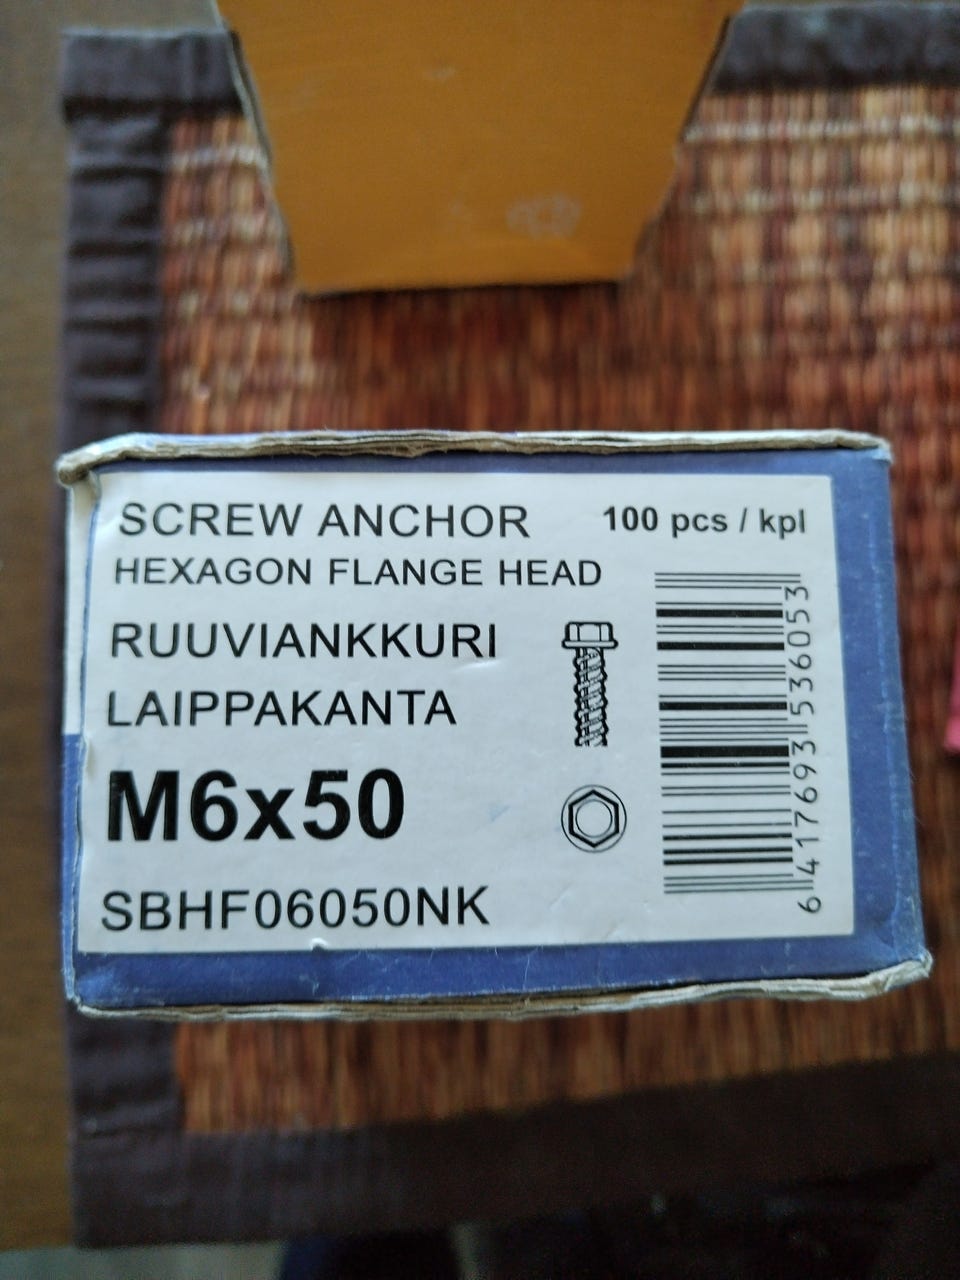 SCREW ANCHOR 100 pcs / kpl
HEXAGON FLANGE HEAD
RUUVIANKKURI
LAIPPAKANTA
M6x50
SBHF06050NK
6 417693 536053